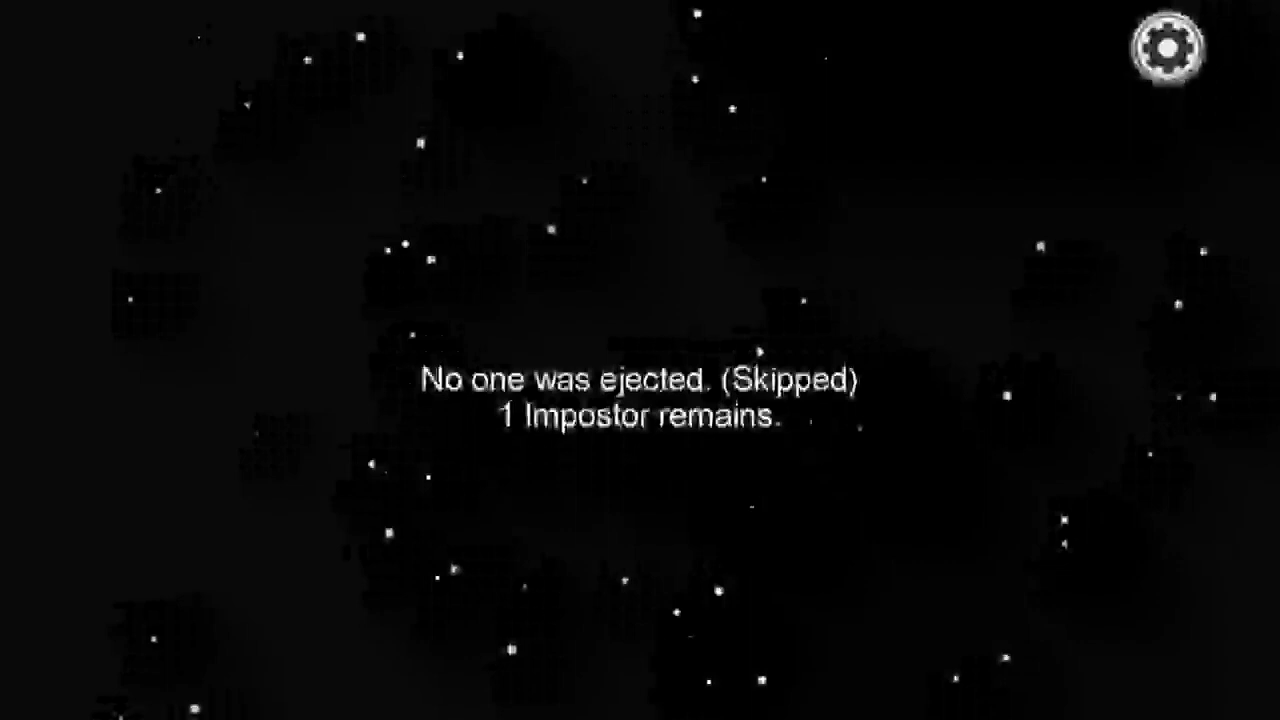 No one was ejected. (Skipped)
1 Impostor remains.